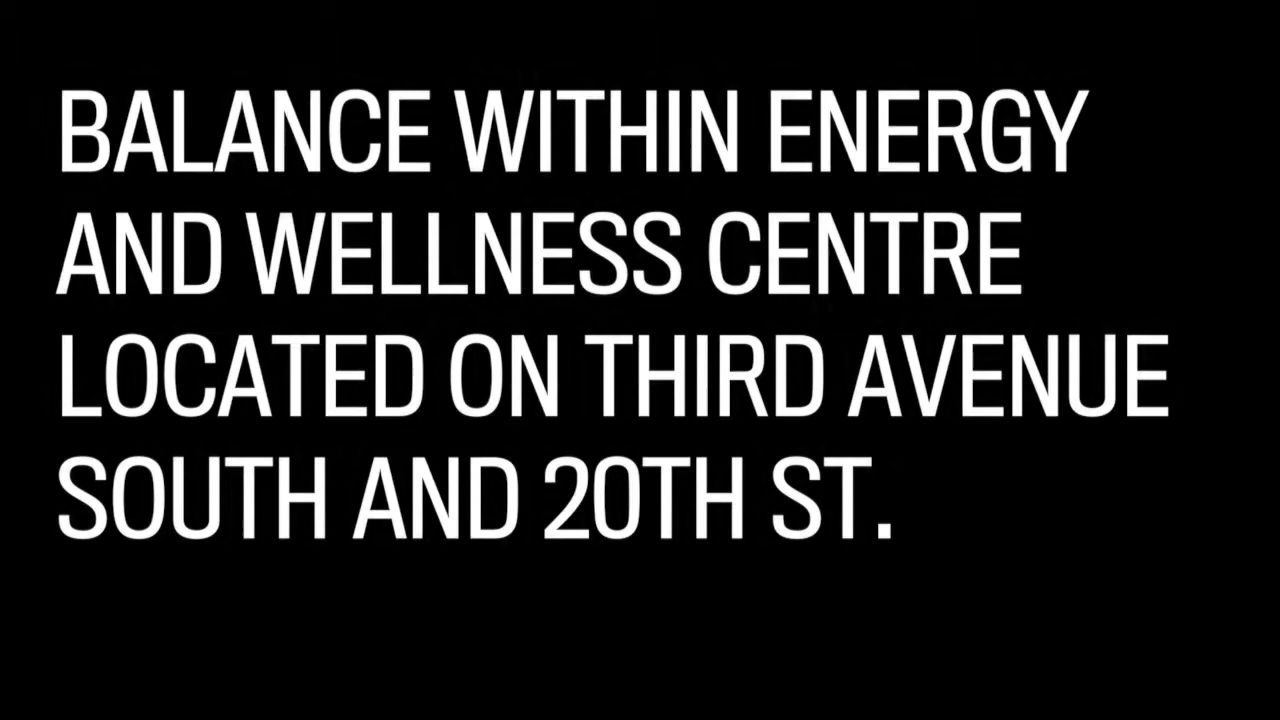 BALANCE WITHIN ENERGY
AND WELLNESS CENTRE
LOCATED ON THIRD AVENUE
SOUTH AND 20TH ST.